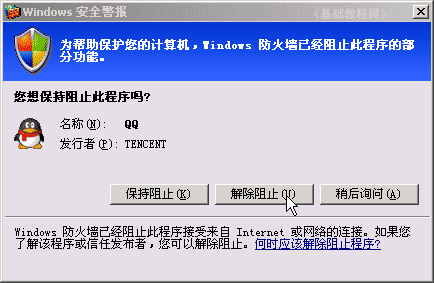 Windows 安全警报
《基础教程网》
为帮助保护您的计算机，Windows 防火墙已经阻止此程序的部
分功能。
您想保持阻止此程序吗?
名称(N): QQ
发行者(P): TENCENT
保持阻止(K) 解除阻止(U) 稍后询问(A)
Windows 防火墙已经阻止此程序接受来自 Internet 或网络的连接。如果您
了解该程序或信任发布者，您可以解除阻止。何时应该解除阻止程序?